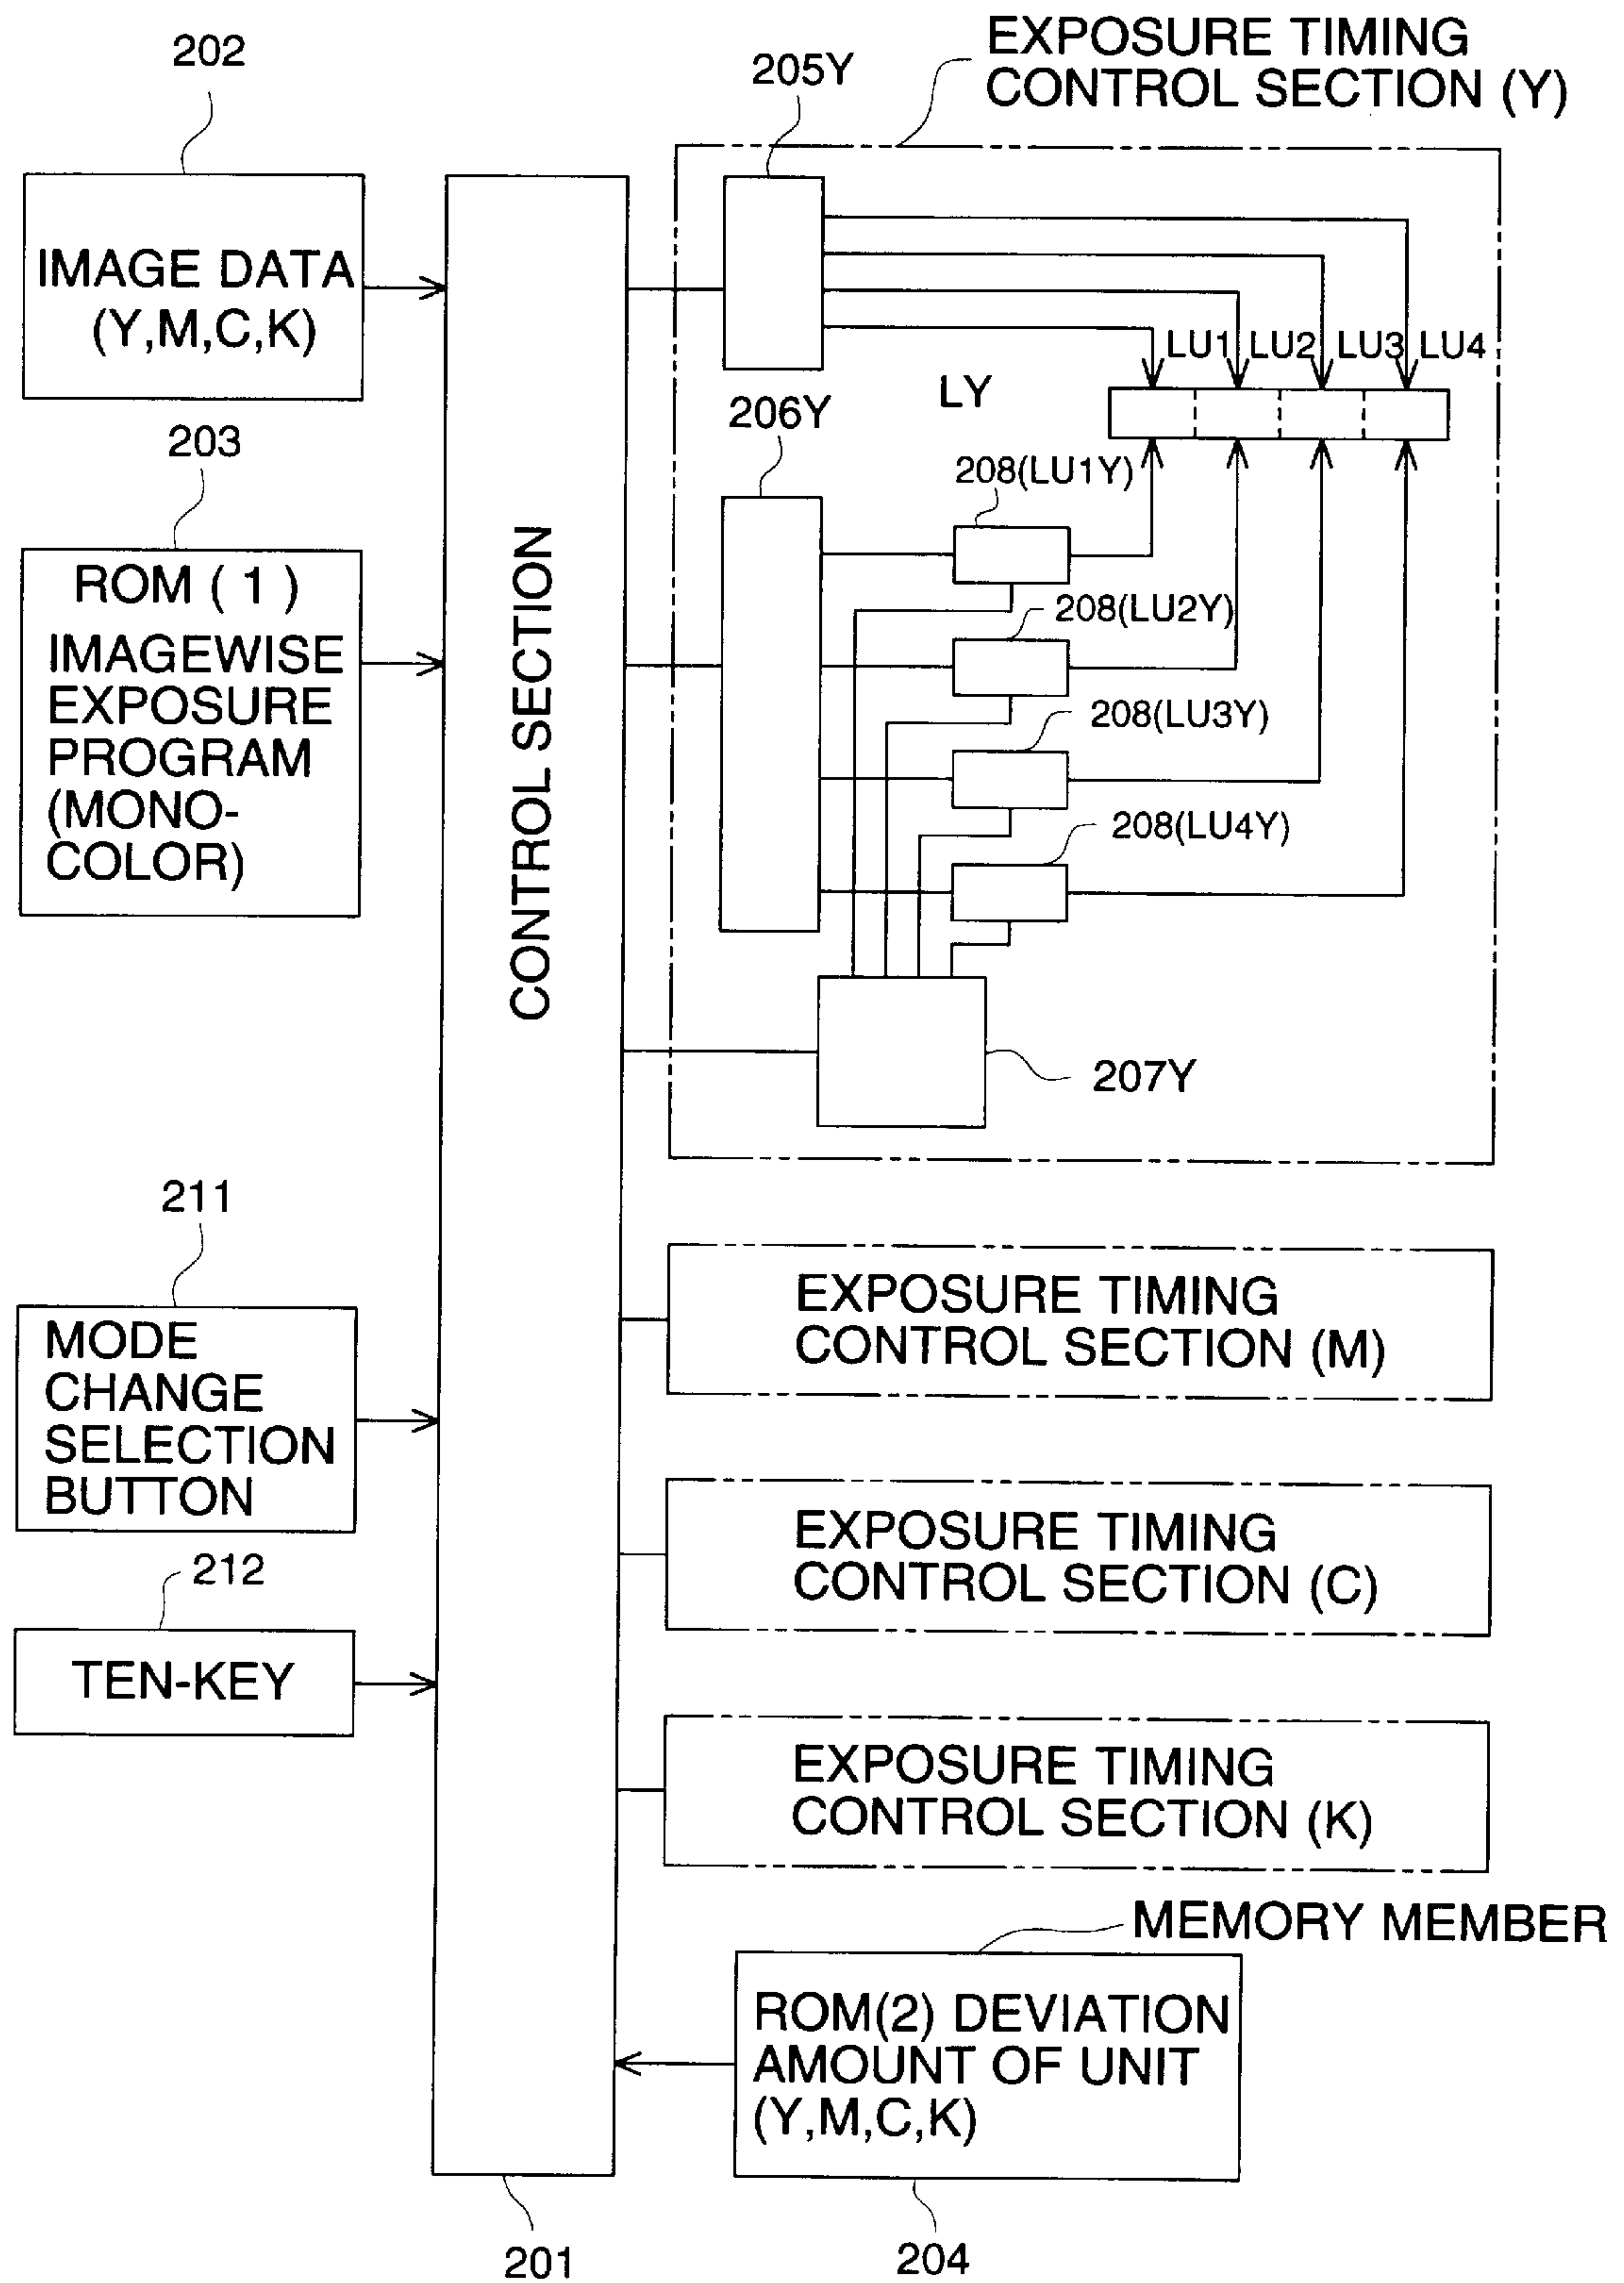 EXPOSURE TIMING
CONTROL SECTION (Y)
202
205Y
IMAGE DATA
(Y,M,C,K)
LU1 LU2 LU3 LU4
LY
206Y
203
208(LU1Y)
ROM ( 1 )
IMAGEWISE
EXPOSURE
PROGRAM
(MONO-
COLOR)
CONTROL SECTION
208(LU2Y)
208(LU3Y)
208(LU4Y)
207Y
211
MODE
CHANGE
SELECTION
BUTTON
EXPOSURE TIMING
CONTROL SECTION (M)
212
TEN-KEY
EXPOSURE TIMING
CONTROL SECTION (C)
EXPOSURE TIMING
CONTROL SECTION (K)
MEMORY MEMBER
ROM(2) DEVIATION
AMOUNT OF UNIT
(Y,M,C,K)
201
204